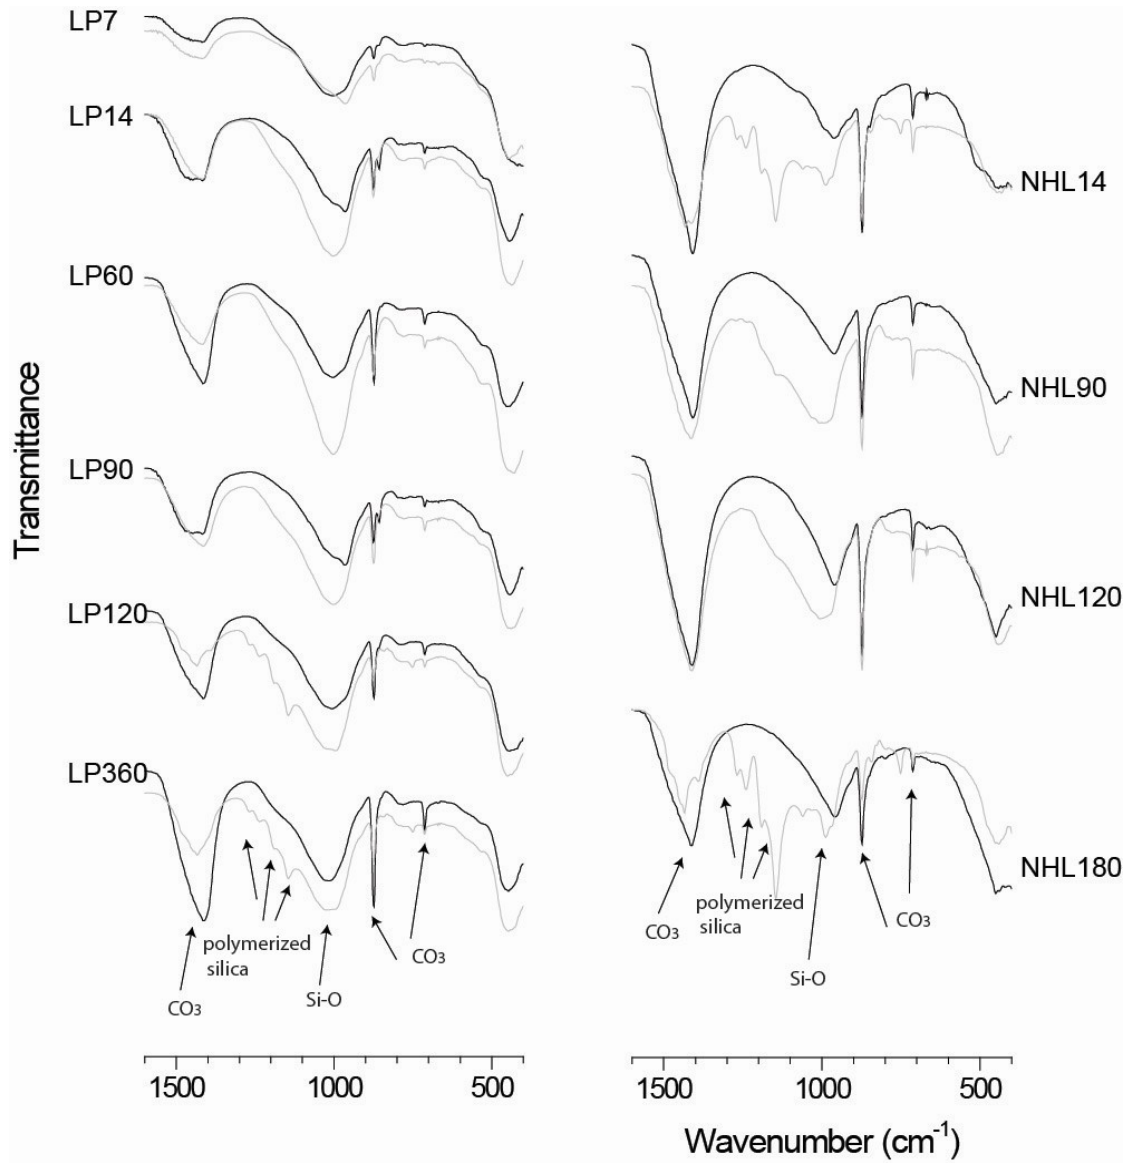 LP7
LP14
LP60
LP90
LP120
LP360
Transmittance
CO3
polymerized
silica
Si-O
CO3
1500
1000
500
NHL14
NHL90
NHL120
NHL180
CO3
polymerized
silica
Si-O
CO3
1500
1000
500
Wavenumber (cm-1)